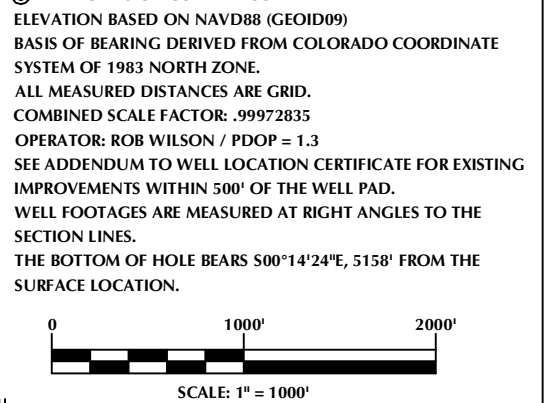 ELEVATION BASED ON NAVD88 (GEOID09)
BASIS OF BEARING DERIVED FROM COLORADO COORDINATE
SYSTEM OF 1983 NORTH ZONE.
ALL MEASURED DISTANCES ARE GRID.
COMBINED SCALE FACTOR: .99972835
OPERATOR: ROB WILSON / PDOP = 1.3
SEE ADDENDUM TO WELL LOCATION CERTIFICATE FOR EXISTING
IMPROVEMENTS WITHIN 500' OF THE WELL PAD.
WELL FOOTAGES ARE MEASURED AT RIGHT ANGLES TO THE
SECTION LINES.
THE BOTTOM OF HOLE BEARS S00°14'24"E, 5158' FROM THE
SURFACE LOCATION.
0 1000' 2000'
SCALE: 1" = 1000'